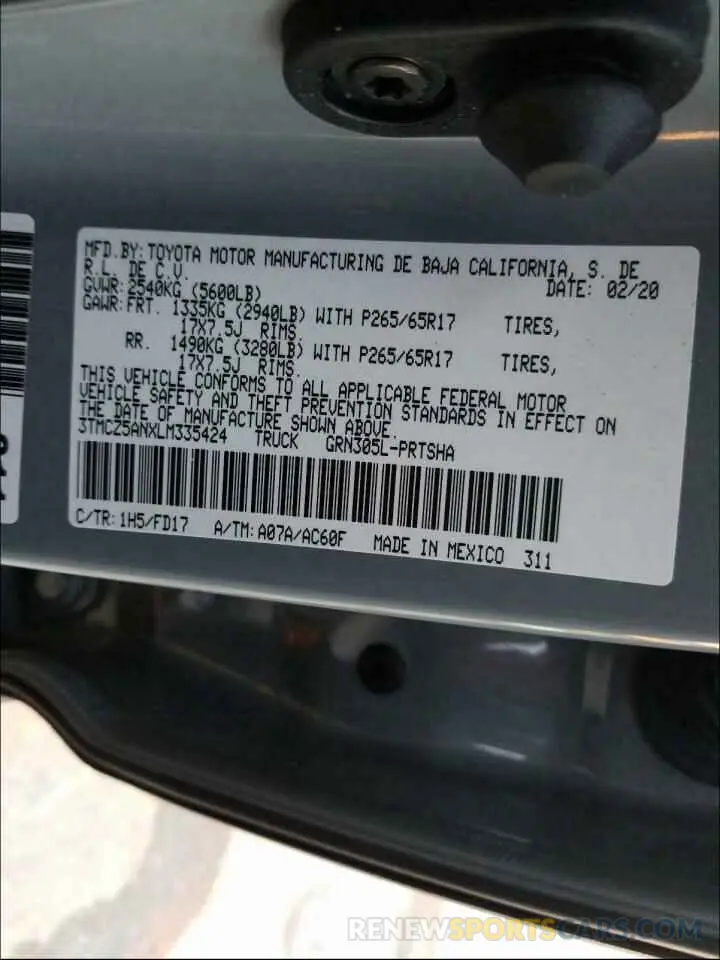 MFD.BY: TOYOTA MOTOR MANUFACTURING DE BAJA CALIFORNIA, S. DE
R.L. DE C.V. DATE: 02/20
GVWR: 2540KG (5600LB)
GAWR: FRT. 1335KG (2940LB) WITH P265/65R17 TIRES,
17X7.5J RIMS.
RR. 1490KG (3280LB) WITH P265/65R17 TIRES,
17X7.5J RIMS.
THIS VEHICLE CONFORMS TO ALL APPLICABLE FEDERAL MOTOR
VEHICLE SAFETY AND THEFT PREVENTION STANDARDS IN EFFECT ON
THE DATE OF MANUFACTURE SHOWN ABOVE.
3TMCZ5ANXLM335424 TRUCK GRN305L-PRTSHA
C/TR: 1H5/FD17 A/TM: A07A/AC60F MADE IN MEXICO 311
RENEWSPORTSCARS.COM